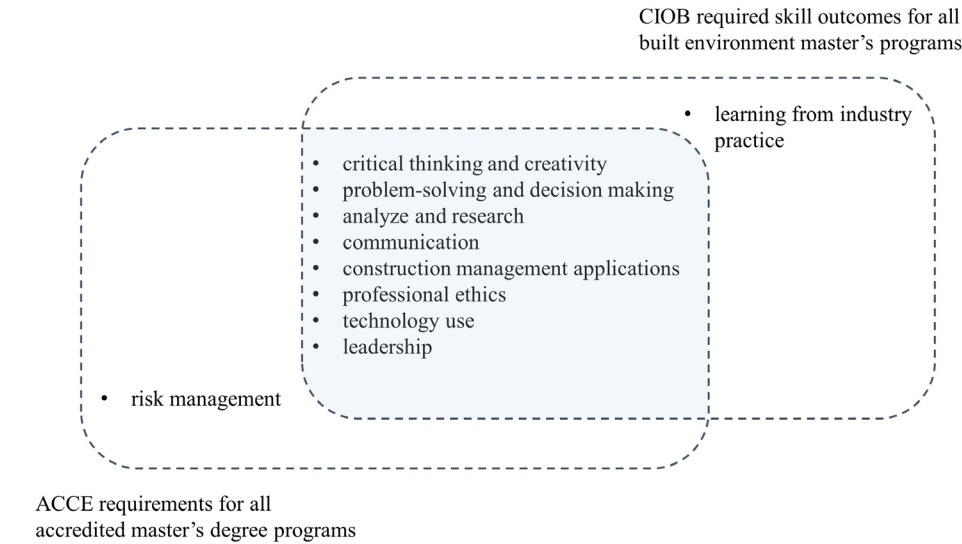 CIOB required skill outcomes for all
built environment master’s programs
• learning from industry
practice
• critical thinking and creativity
• problem-solving and decision making
• analyze and research
• communication
• construction management applications
• professional ethics
• technology use
• leadership
• risk management
ACCE requirements for all
accredited master’s degree programs